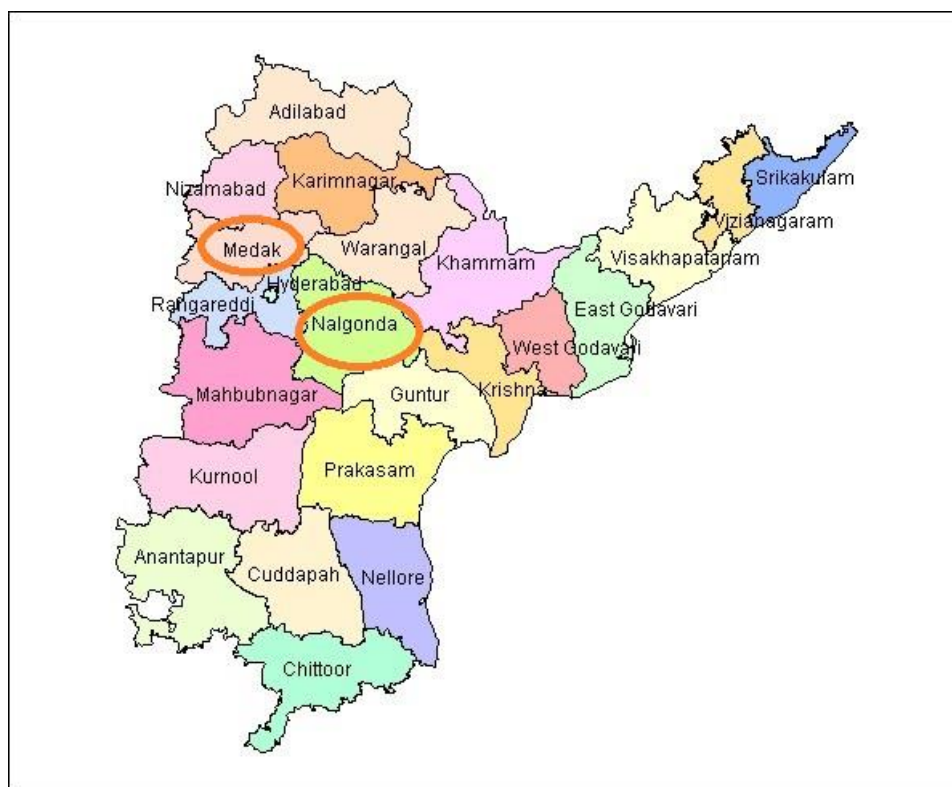 Adilabad
Nizamabad
Karimnagar
Srikakulam
Vizianagaram
Medak
Warangal
Visakhapatanam
Khammam
Hyderabad
Rangareddi
East Godavari
Nalgonda
West Godavari
Mahbubnagar
Guntur
Krishna
Kurnool
Prakasam
Anantapur
Cuddapah
Nellore
Chittoor